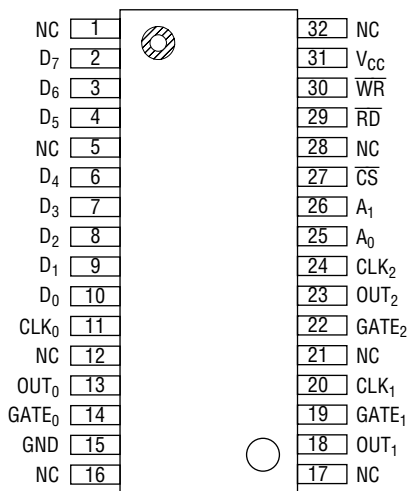 NC 1 32 NC
D7 2 31 VCC
D6 3 30 W̅R̅
D5 4 29 R̅D̅
NC 5 28 NC
D4 6 27 C̅S̅
D3 7 26 A1
D2 8 25 A0
D1 9 24 CLK2
D0 10 23 OUT2
CLK0 11 22 GATE2
NC 12 21 NC
OUT0 13 20 CLK1
GATE0 14 19 GATE1
GND 15 18 OUT1
NC 16 17 NC